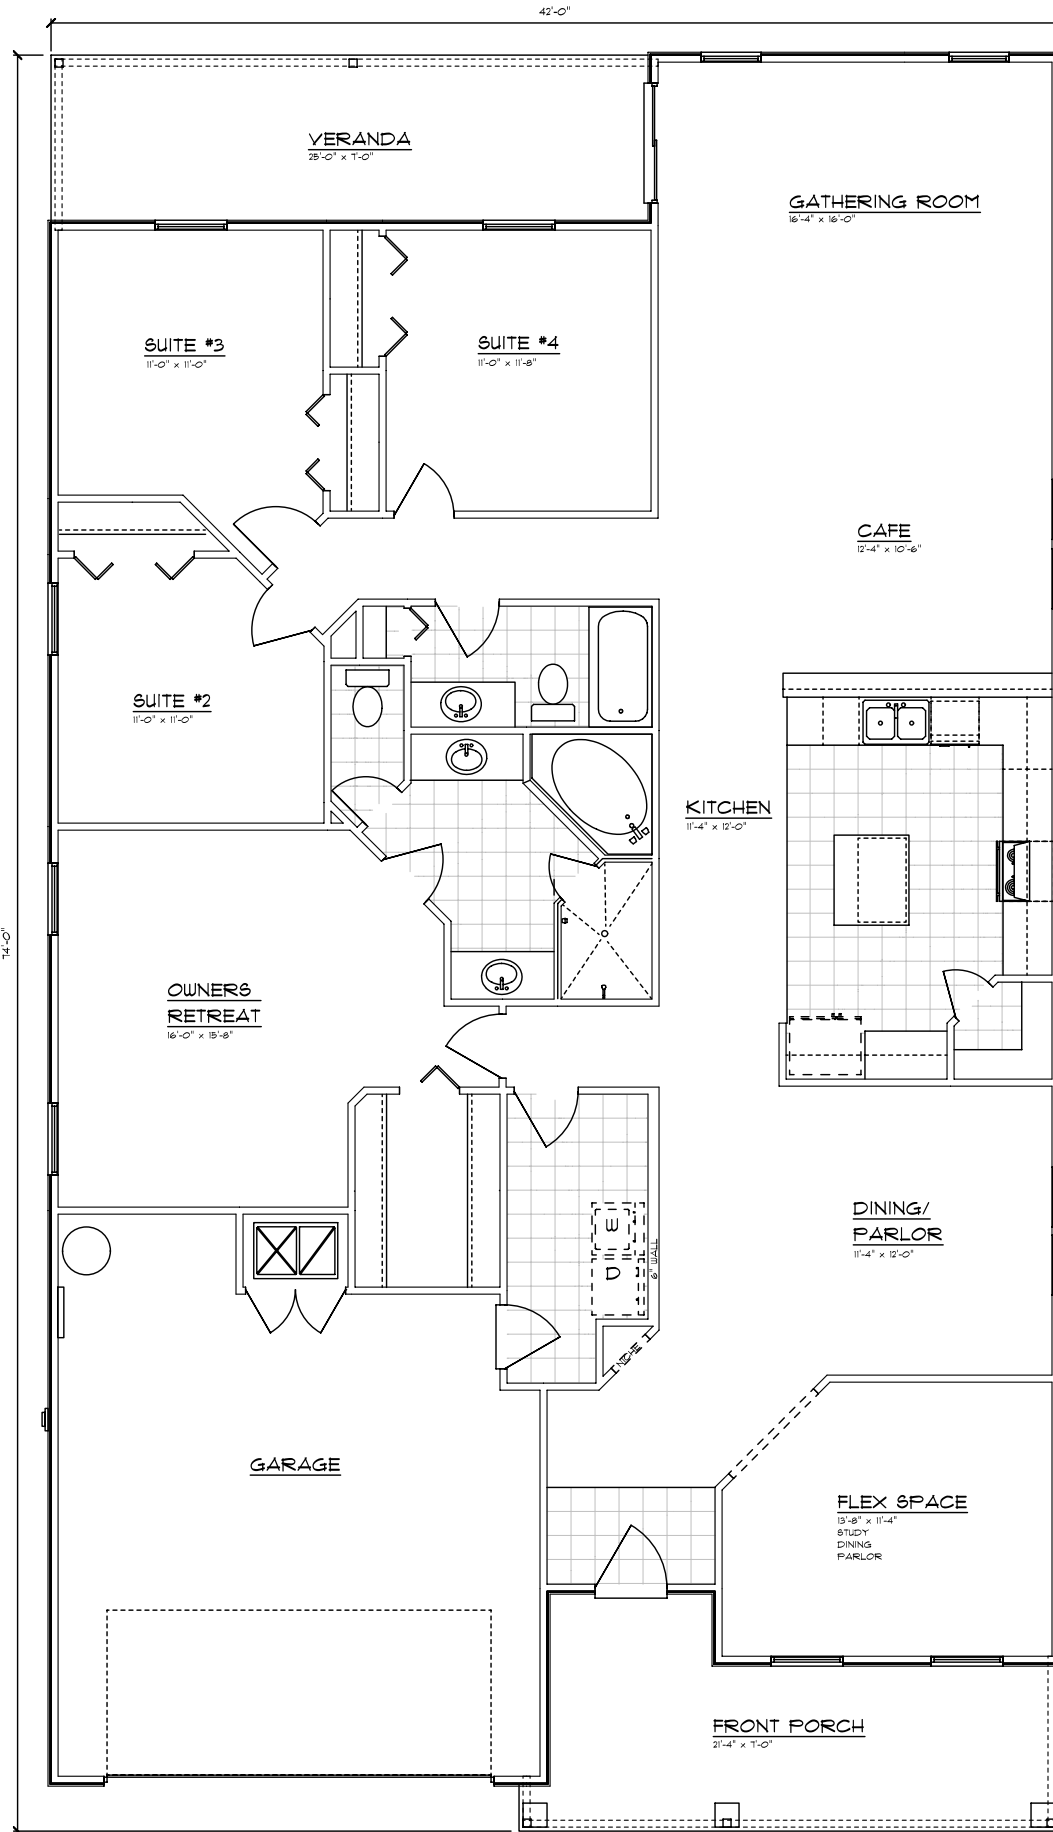 42'-0"
VERANDA
25'-0" x 7'-0"
GATHERING ROOM
16'-4" x 16'-0"
SUITE #3
11'-0" x 11'-0"
SUITE #4
11'-0" x 11'-8"
CAFE
12'-4" x 10'-6"
SUITE #2
11'-0" x 11'-0"
KITCHEN
11'-4" x 12'-0"
74'-0"
OWNERS
RETREAT
16'-0" x 15'-8"
DINING/
PARLOR
11'-4" x 12'-0"
W
D
6" WALL
NICHE
GARAGE
FLEX SPACE
13'-8" x 11'-4"
STUDY
DINING
PARLOR
FRONT PORCH
21'-4" x 7'-0"